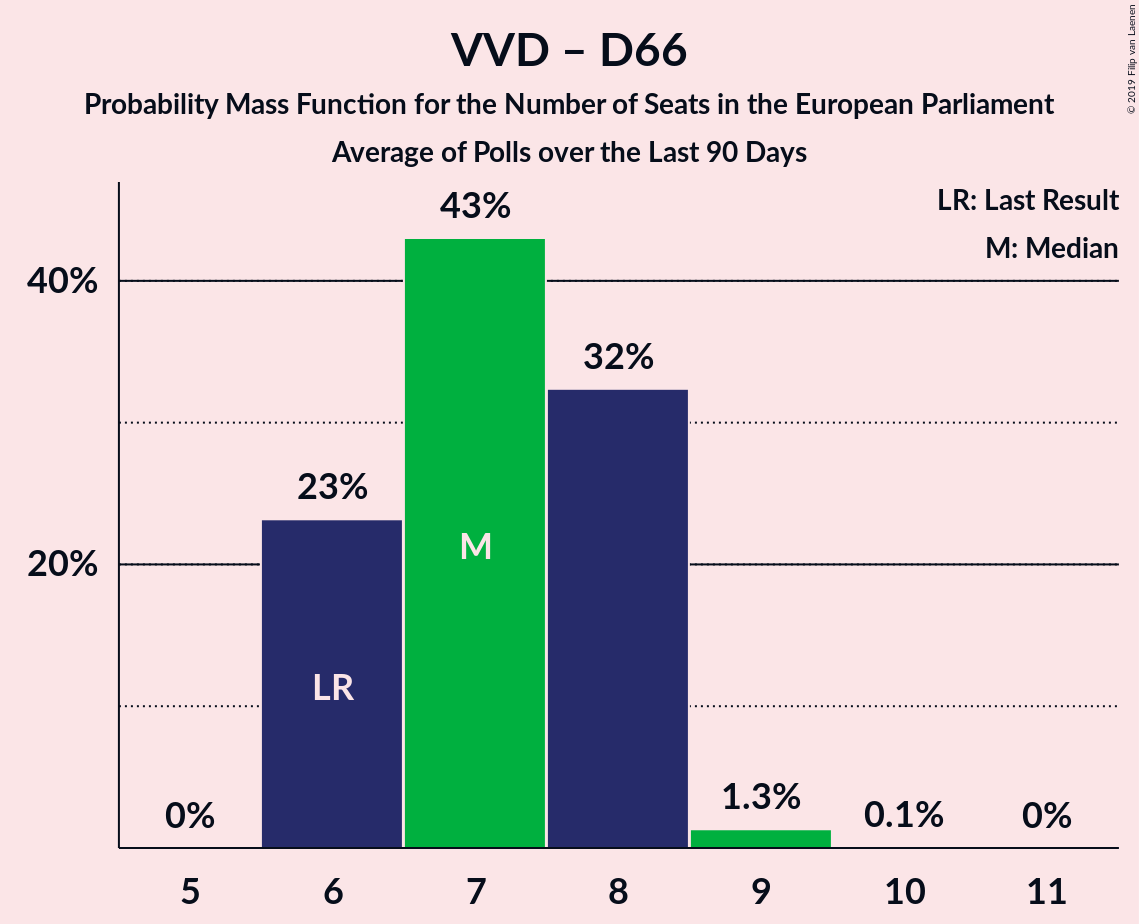 VVD – D66
Probability Mass Function for the Number of Seats in the European Parliament
Average of Polls over the Last 90 Days
© 2019 Filip van Laenen
LR: Last Result
M: Median
43%
40%
32%
23%
20%
M
LR
0%
1.3%
0.1%
0%
5 6 7 8 9 10 11